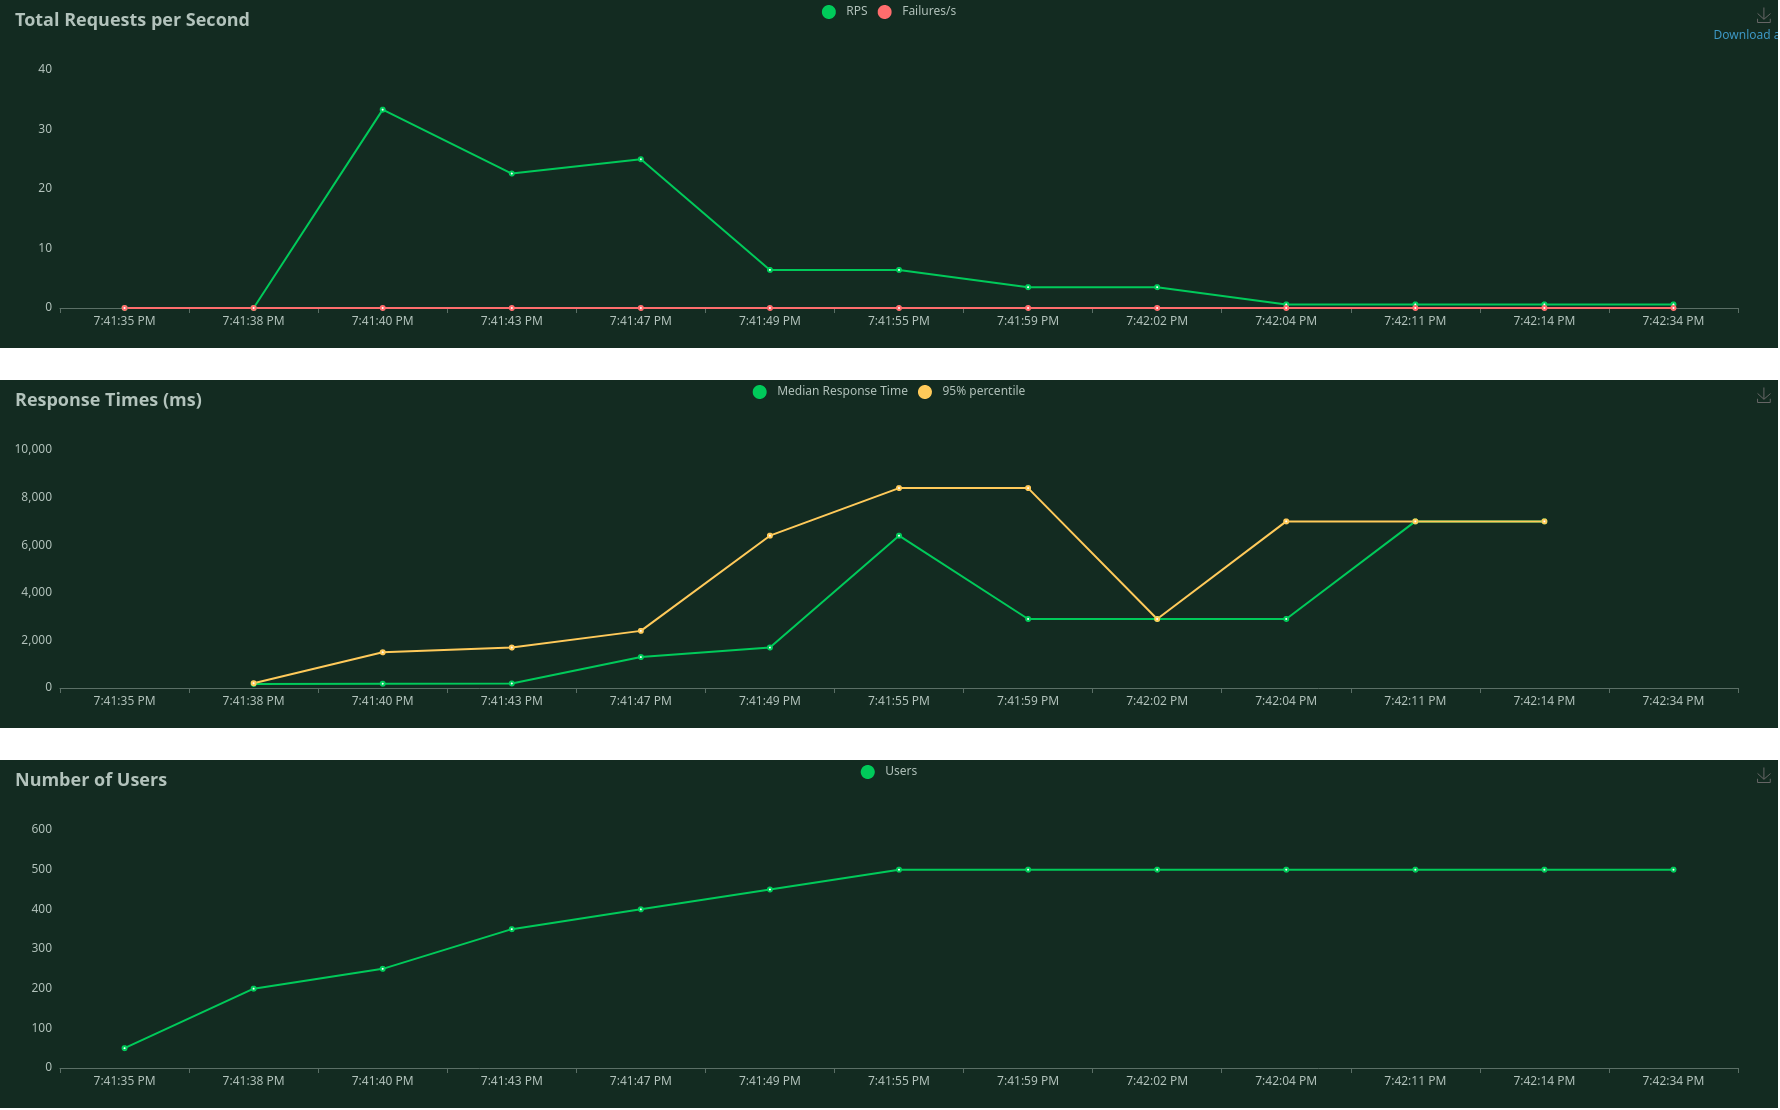 Total Requests per Second
RPS Failures/s
Download a
40
30
20
10
0
7:41:35 PM 7:41:38 PM 7:41:40 PM 7:41:43 PM 7:41:47 PM 7:41:49 PM 7:41:55 PM 7:41:59 PM 7:42:02 PM 7:42:04 PM 7:42:11 PM 7:42:14 PM 7:42:34 PM
Response Times (ms)
Median Response Time 95% percentile
10,000
8,000
6,000
4,000
2,000
0
7:41:35 PM 7:41:38 PM 7:41:40 PM 7:41:43 PM 7:41:47 PM 7:41:49 PM 7:41:55 PM 7:41:59 PM 7:42:02 PM 7:42:04 PM 7:42:11 PM 7:42:14 PM 7:42:34 PM
Number of Users
Users
600
500
400
300
200
100
0
7:41:35 PM 7:41:38 PM 7:41:40 PM 7:41:43 PM 7:41:47 PM 7:41:49 PM 7:41:55 PM 7:41:59 PM 7:42:02 PM 7:42:04 PM 7:42:11 PM 7:42:14 PM 7:42:34 PM